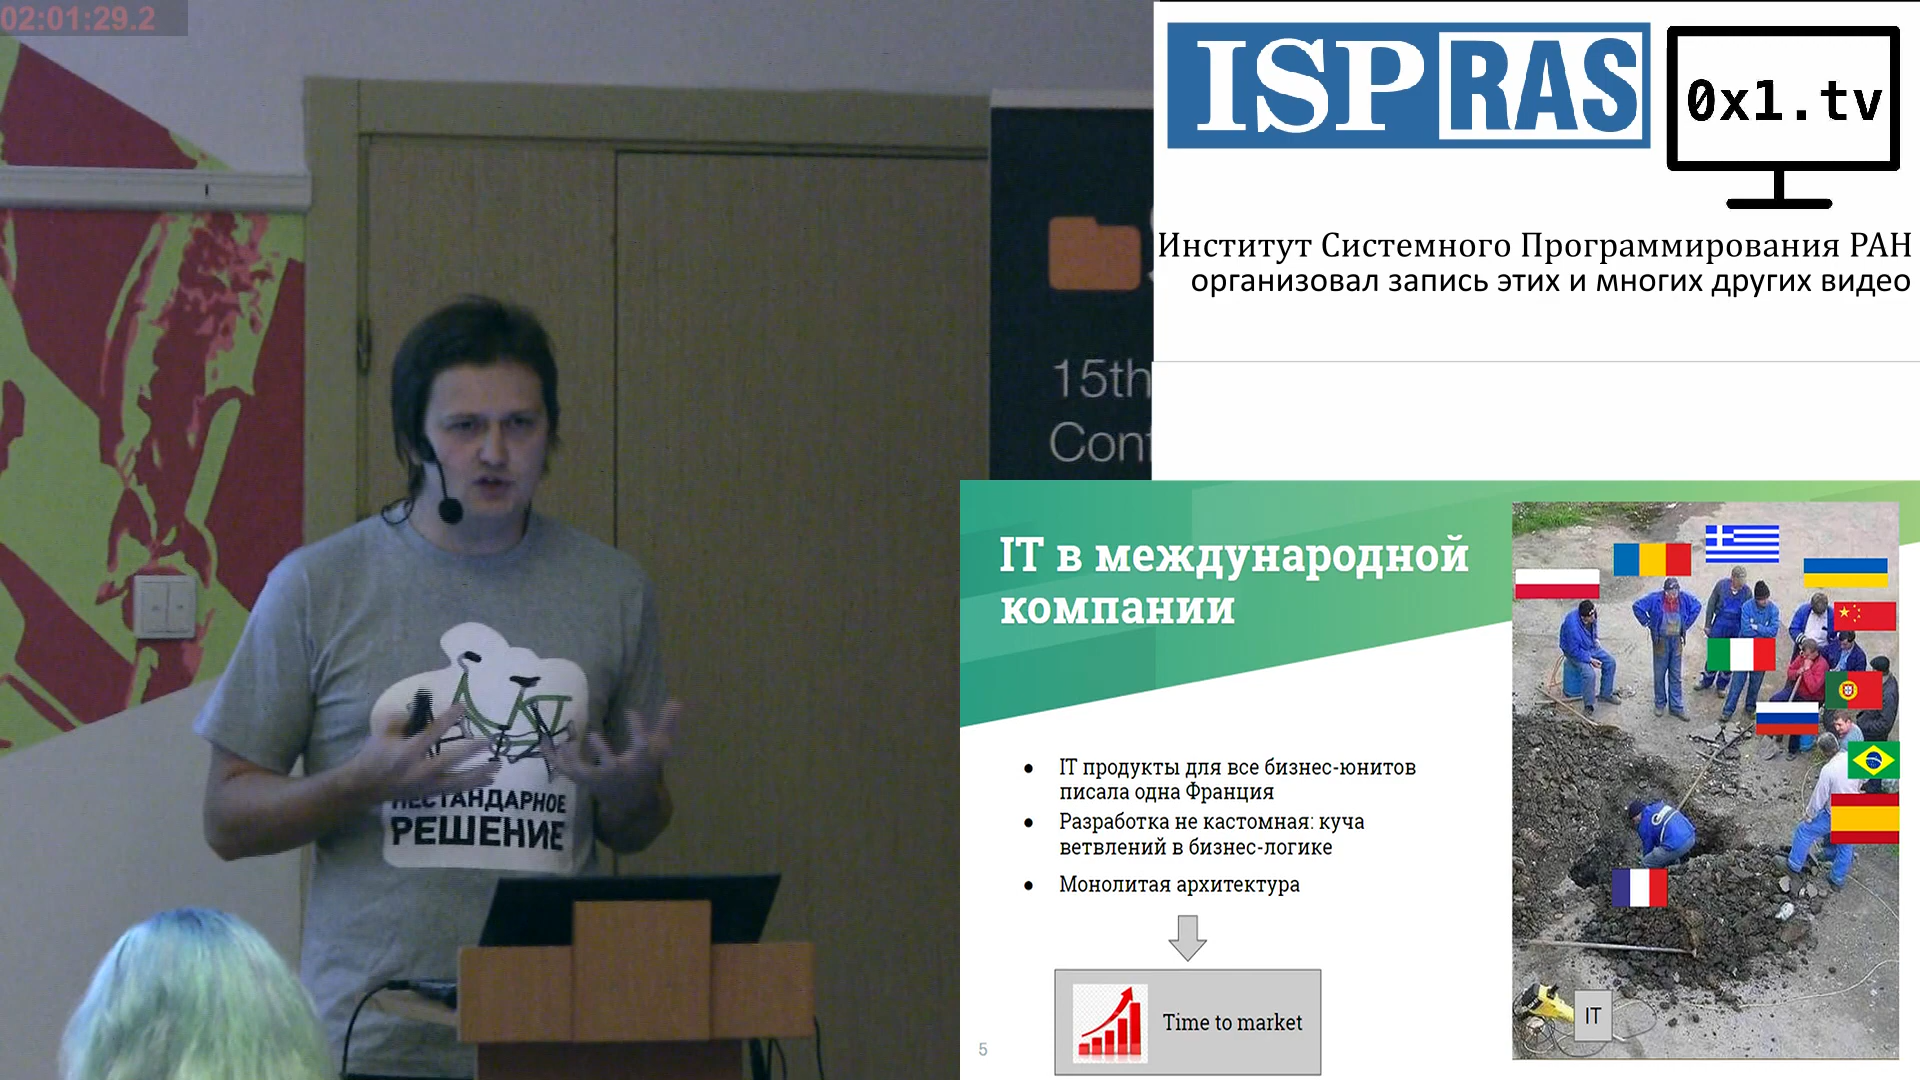 02:01:29.2
ISP RAS
0x1.tv
Институт Системного Программирования РАН
организовал запись этих и многих других видео
15th
Conf
НЕСТАНДАРНОЕ
РЕШЕНИЕ
IT в международной
компании
IT продукты для все бизнес-юнитов
писала одна Франция
Разработка не кастомная: куча
ветвлений в бизнес-логике
Монолитая архитектура
Time to market
IT
5